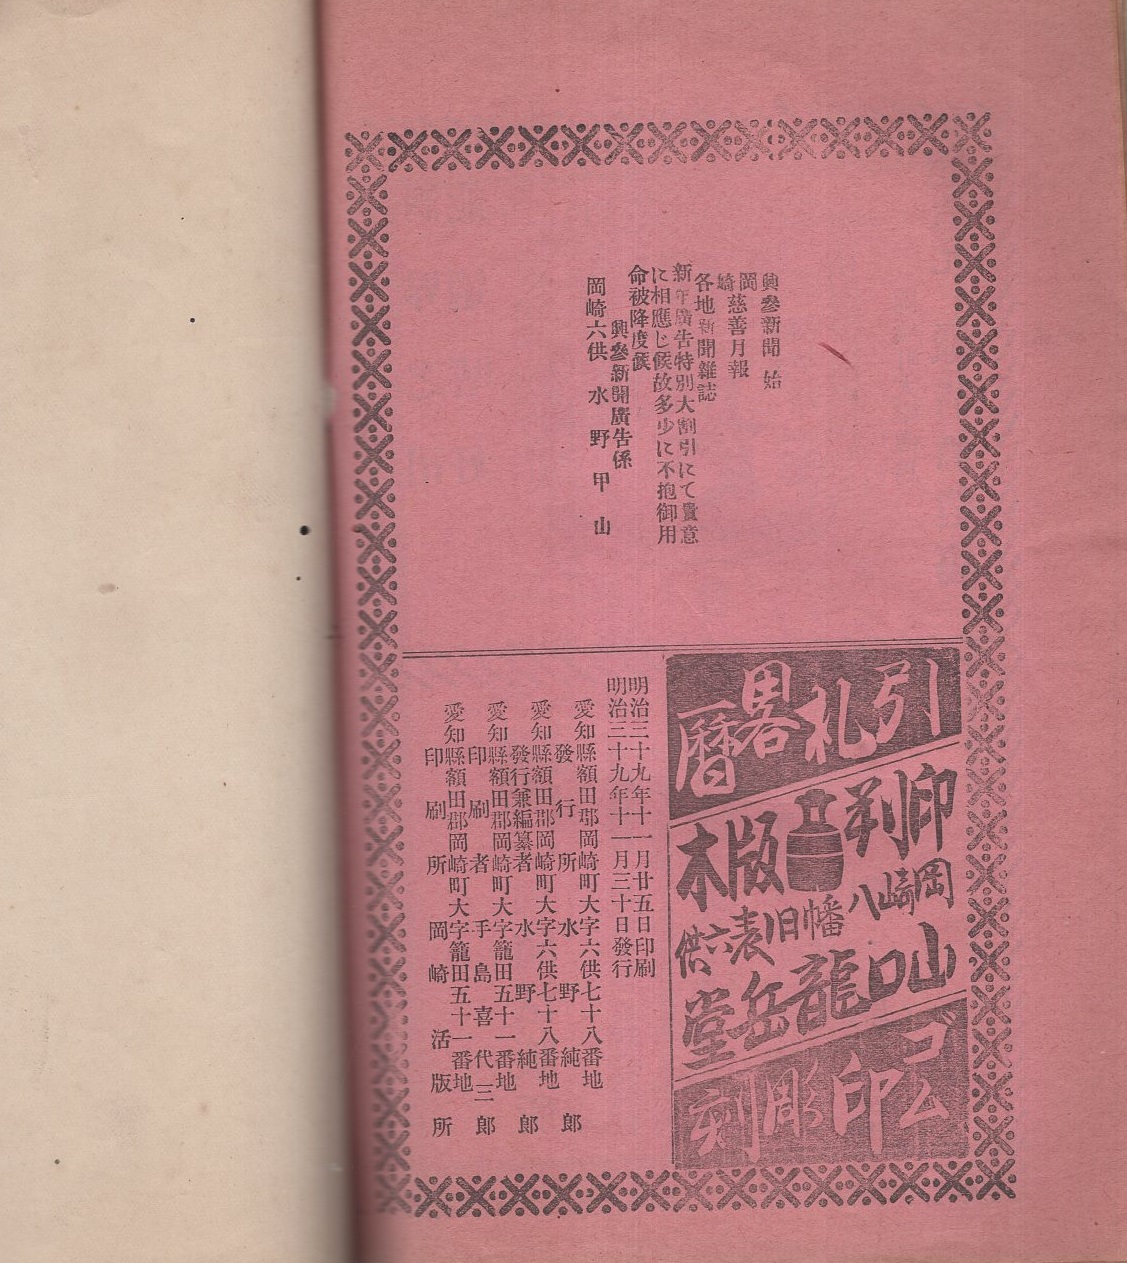 興參新聞 始
岡慈善月報
崎
各地新聞雜誌
新年廣告特別大割引にて貴意
に相應じ候故多少に不抱御用
命被降度候
興參新聞廣告係
岡崎六供 水野甲山
引札畧暦
印判 木版
岡崎八幡旧表六供
山口龍岳堂
ゴム印彫刻
明治三十九年十一月廿五日印刷
明治三十九年十一月三十日發行
愛知縣額田郡岡崎町大字六供七十八番地
發行所 水野純郎
愛知縣額田郡岡崎町大字六供七十八番地
發行兼編纂者 水野純郎
愛知縣額田郡岡崎町大字籠田五十一番地
印刷者 手島喜代三郎
愛知縣額田郡岡崎町大字籠田五十一番地
印刷所 岡崎活版所